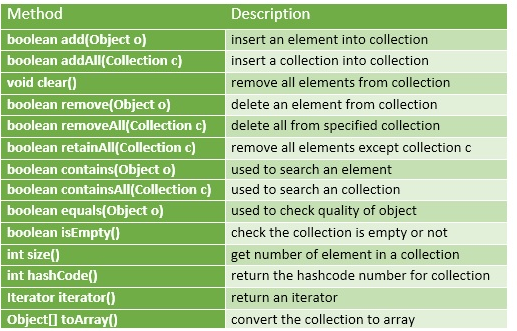 Method Description
boolean add(Object o) insert an element into collection
boolean addAll(Collection c) insert a collection into collection
void clear() remove all elements from collection
boolean remove(Object o) delete an element from collection
boolean removeAll(Collection c) delete all from specified collection
boolean retainAll(Collection c) remove all elements except collection c
boolean contains(Object o) used to search an element
boolean containsAll(Collection c) used to search an collection
boolean equals(Object o) used to check quality of object
boolean isEmpty() check the collection is empty or not
int size() get number of element in a collection
int hashCode() return the hashcode number for collection
Iterator iterator() return an iterator
Object[] toArray() convert the collection to array